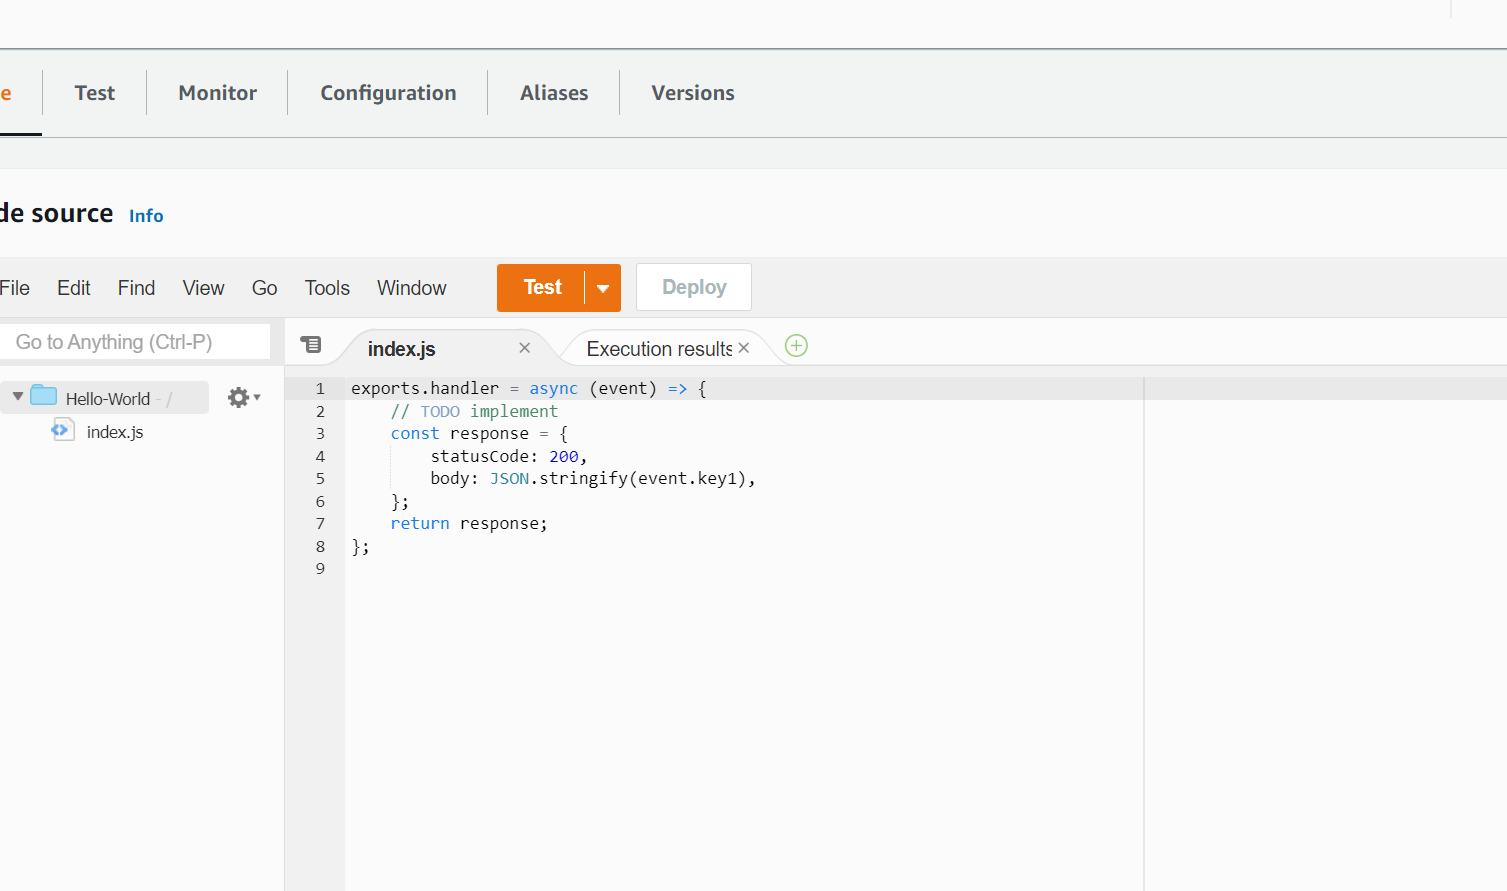 e Test Monitor Configuration Aliases Versions
de source Info
File Edit Find View Go Tools Window Test Deploy
Go to Anything (Ctrl-P)
index.js Execution results
Hello-World - /
index.js
1 exports.handler = async (event) => {
2 // TODO implement
3 const response = {
4 statusCode: 200,
5 body: JSON.stringify(event.key1),
6 };
7 return response;
8 };
9